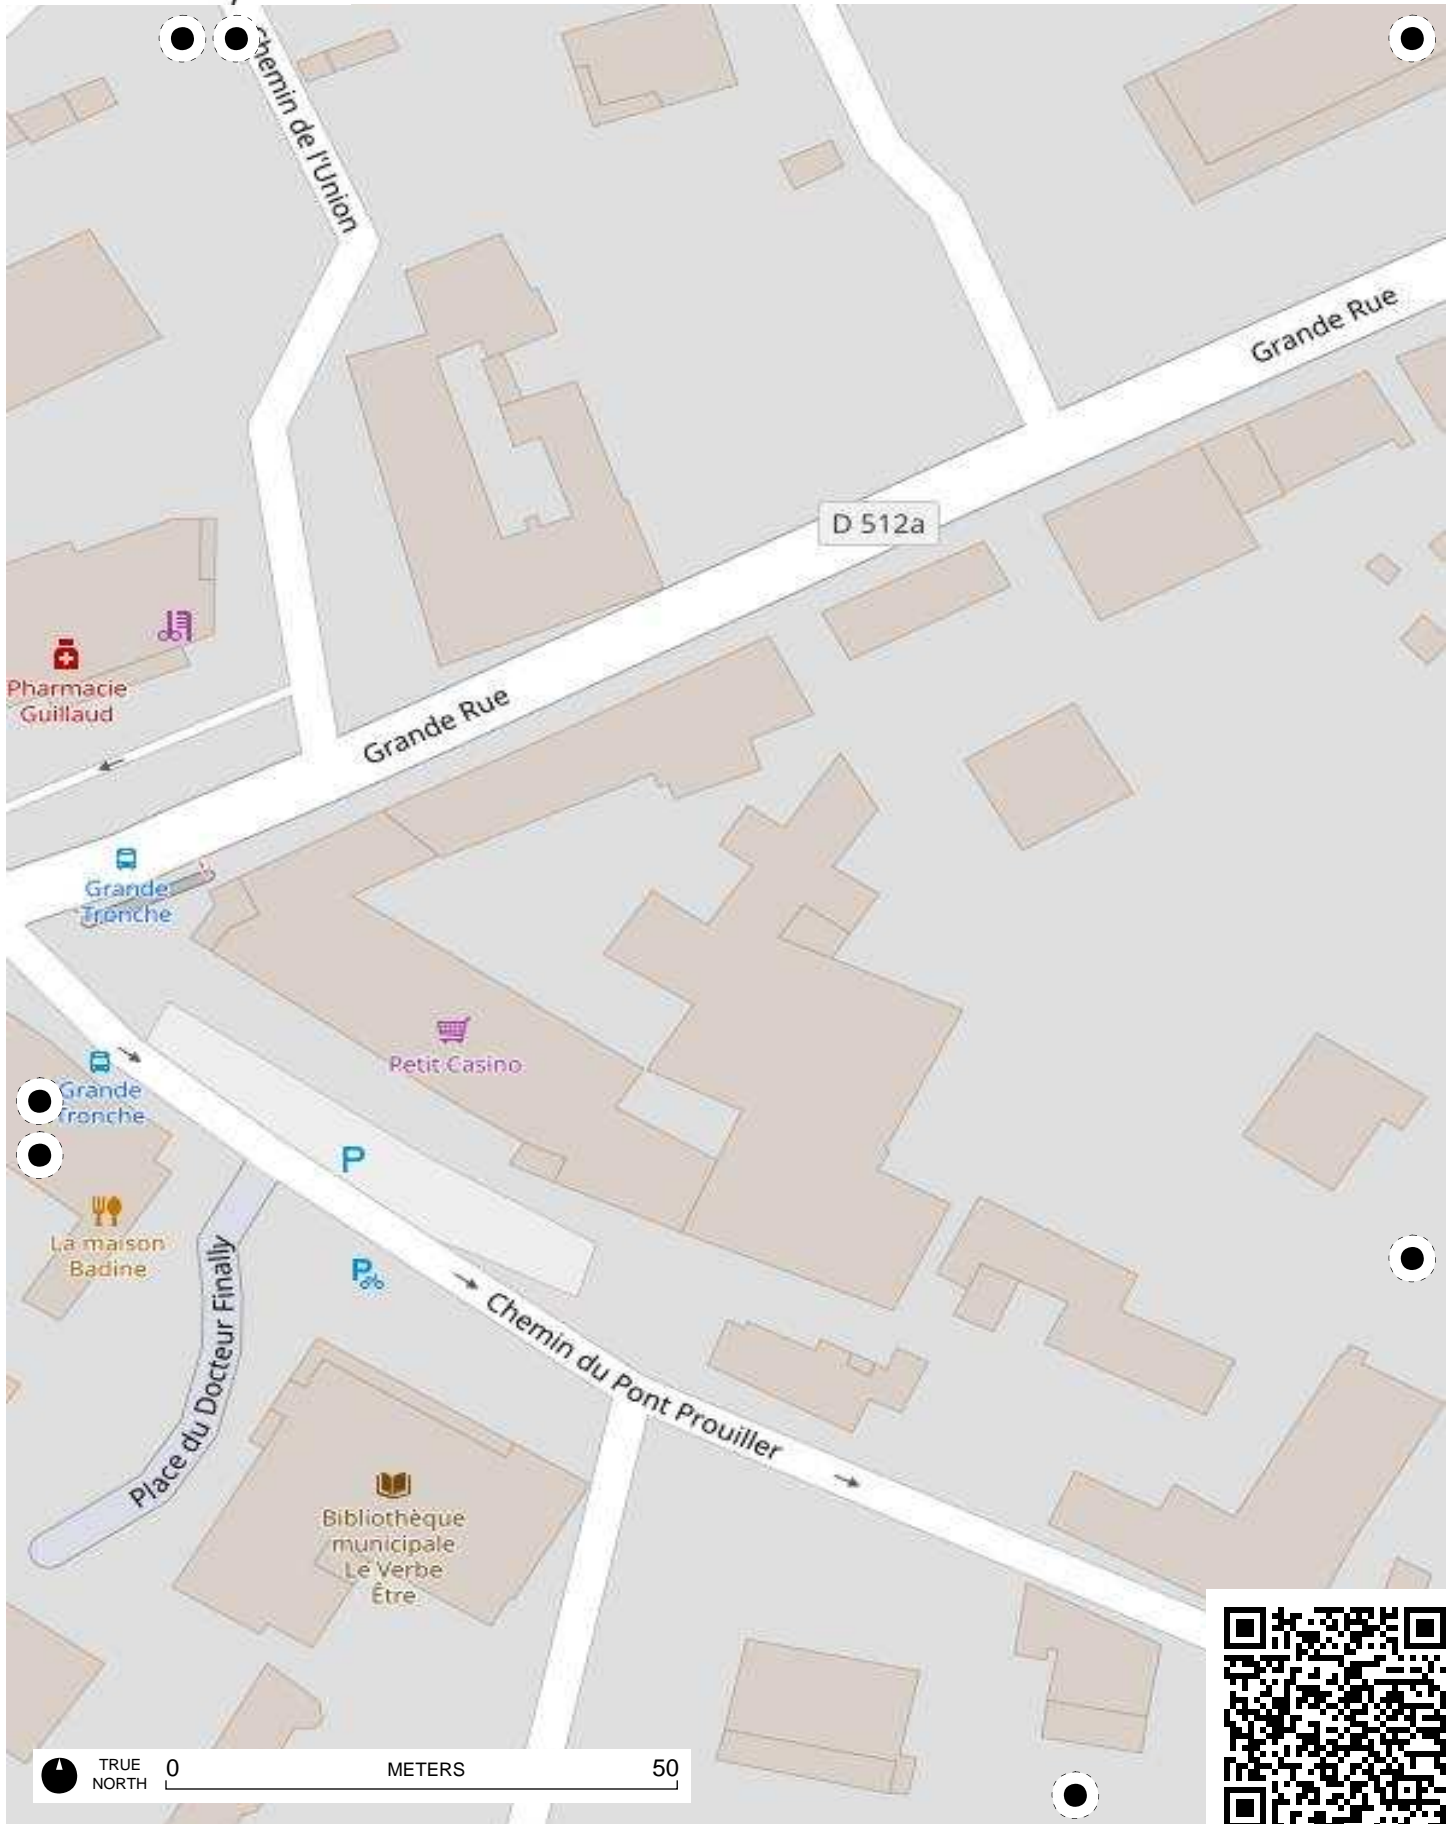 Chemin de l'Union
Grande Rue
D 512a
Pharmacie
Guillaud
Grande Rue
Grande
Tronche
Petit Casino
Grande
Tronche
P
La maison
Badine
P
Place du Docteur Finally
Chemin du Pont Prouiller
Bibliothèque
municipale
Le Verbe
Être
TRUE
NORTH
0 METERS 50